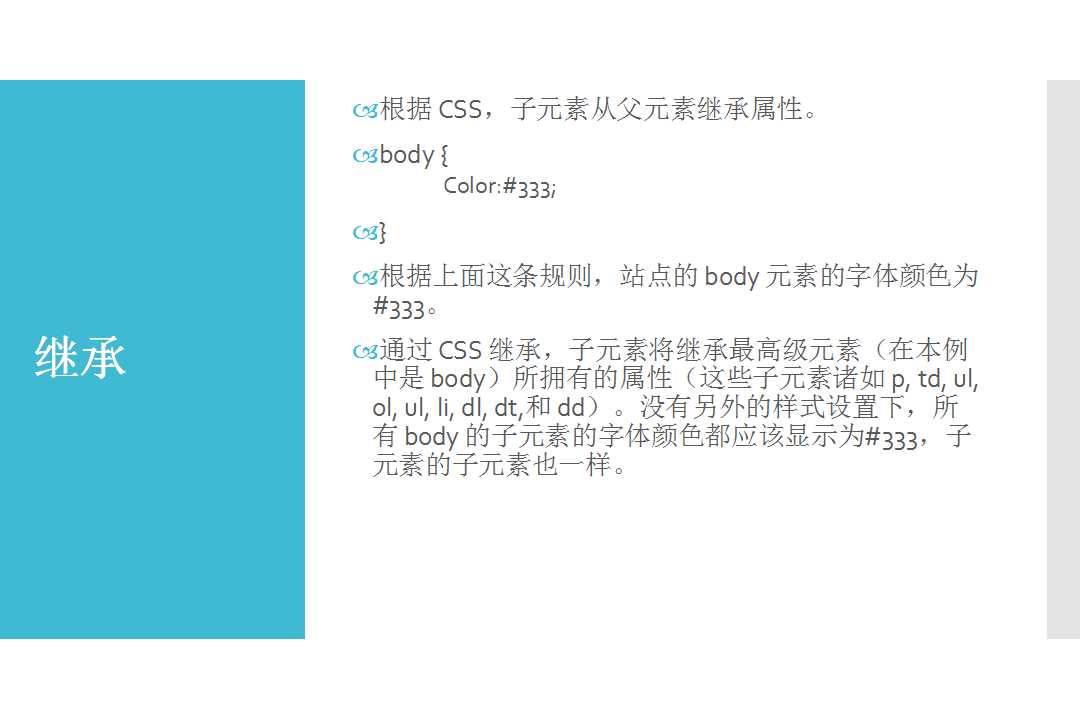 继承
根据 CSS，子元素从父元素继承属性。
body {
Color:#333;
}
根据上面这条规则，站点的 body 元素的字体颜色为
#333。
通过 CSS 继承，子元素将继承最高级元素（在本例
中是 body）所拥有的属性（这些子元素诸如 p, td, ul,
ol, ul, li, dl, dt,和 dd）。没有另外的样式设置下，所
有 body 的子元素的字体颜色都应该显示为#333，子
元素的子元素也一样。